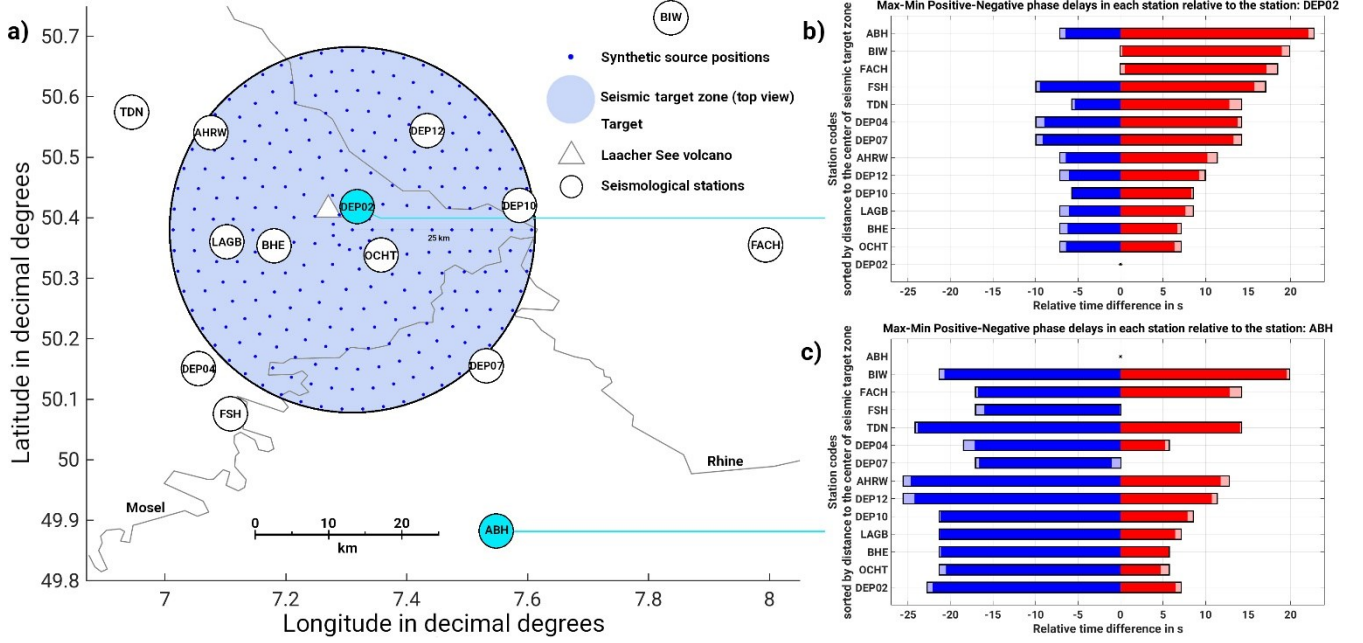 a)
50.7
50.6
50.5
50.4
50.3
50.2
50.1
50
49.9
49.8
Latitude in decimal degrees
7
7.2
7.4
7.6
7.8
8
Longitude in decimal degrees
BIW
TDN
AHRW
DEP12
DEP02
DEP10
LAGB
BHE
OCHT
25 km
FACH
DEP04
DEP07
FSH
ABH
Mosel
Rhine
0
10
20
km
Synthetic source positions
Seismic target zone (top view)
Target
Laacher See volcano
Seismological stations
b)
Max-Min Positive-Negative phase delays in each station relative to the station: DEP02
Station codes
sorted by distance to the center of seismic target zone
ABH
BIW
FACH
FSH
TDN
DEP04
DEP07
AHRW
DEP12
DEP10
LAGB
BHE
OCHT
DEP02
-25
-20
-15
-10
-5
0
5
10
15
20
Relative time difference in s
c)
Max-Min Positive-Negative phase delays in each station relative to the station: ABH
Station codes
sorted by distance to the center of seismic target zone
ABH
BIW
FACH
FSH
TDN
DEP04
DEP07
AHRW
DEP12
DEP10
LAGB
BHE
OCHT
DEP02
-25
-20
-15
-10
-5
0
5
10
15
20
Relative time difference in s